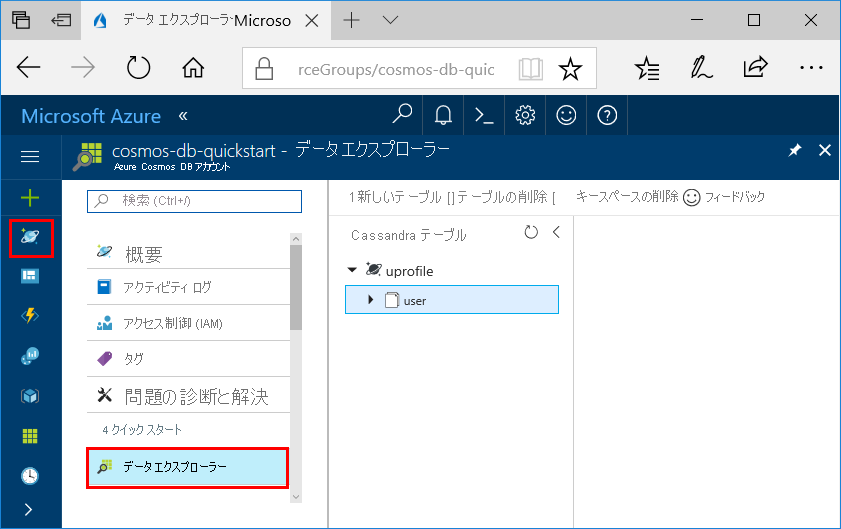 データ エクスプローラー Microso
rceGroups/cosmos-db-quic
Microsoft Azure «
cosmos-db-quickstart - データ エクスプローラー
Azure Cosmos DB アカウント
検索 (Ctrl+/)
概要
アクティビティ ログ
アクセス制御 (IAM)
タグ
問題の診断と解決
4 クイック スタート
データ エクスプローラー
1 新しいテーブル [] テーブルの削除 [ キースペースの削除 フィードバック
Cassandra テーブル
uprofile
user